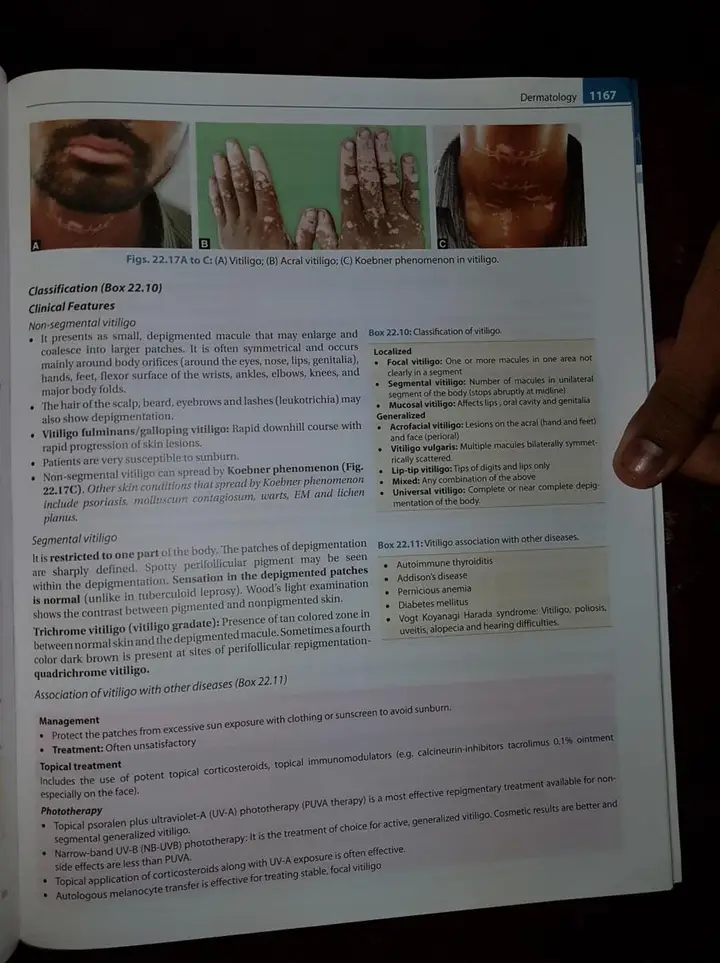 Dermatology 1167
A
B
C
Figs. 22.17A to C: (A) Vitiligo; (B) Acral vitiligo; (C) Koebner phenomenon in vitiligo.
Classification (Box 22.10)
Clinical Features
Non-segmental vitiligo
• It presents as small, depigmented macule that may enlarge and
coalesce into larger patches. It is often symmetrical and occurs
mainly around body orifices (around the eyes, nose, lips, genitalia),
hands, feet, flexor surface of the wrists, ankles, elbows, knees, and
major body folds.
• The hair of the scalp, beard, eyebrows and lashes (leukotrichia) may
also show depigmentation.
• Vitiligo fulminans/galloping vitiligo: Rapid downhill course with
rapid progression of skin lesions.
• Patients are very susceptible to sunburn.
• Non-segmental vitiligo can spread by Koebner phenomenon (Fig.
22.17C). Other skin conditions that spread by Koebner phenomenon
include psoriasis, molluscum contagiosum, warts, EM and lichen
planus.
Segmental vitiligo
It is restricted to one part of the body. The patches of depigmentation
are sharply defined. Spotty perifollicular pigment may be seen
within the depigmentation. Sensation in the depigmented patches
is normal (unlike in tuberculoid leprosy). Wood's light examination
shows the contrast between pigmented and nonpigmented skin.
Trichrome vitiligo (vitiligo gradate): Presence of tan colored zone in
between normal skin and the depigmented macule. Sometimes a fourth
color dark brown is present at sites of perifollicular repigmentation-
quadrichrome vitiligo.
Association of vitiligo with other diseases (Box 22.11)
Box 22.10: Classification of vitiligo.
Localized
• Focal vitiligo: One or more macules in one area not
clearly in a segment
• Segmental vitiligo: Number of macules in unilateral
segment of the body (stops abruptly at midline)
• Mucosal vitiligo: Affects lips, oral cavity and genitalia
Generalized
• Acrofacial vitiligo: Lesions on the acral (hand and feet)
and face (perioral)
• Vitiligo vulgaris: Multiple macules bilaterally symmet-
rically scattered.
• Lip-tip vitiligo: Tips of digits and lips only
• Mixed: Any combination of the above
• Universal vitiligo: Complete or near complete depig-
mentation of the body.
Box 22.11: Vitiligo association with other diseases.
• Autoimmune thyroiditis
• Addison's disease
• Pernicious anemia
• Diabetes mellitus
• Vogt Koyanagi Harada syndrome: Vitiligo, poliosis,
uveitis, alopecia and hearing difficulties.
Management
• Protect the patches from excessive sun exposure with clothing or sunscreen to avoid sunburn.
• Treatment: Often unsatisfactory
Topical treatment
Includes the use of potent topical corticosteroids, topical immunomodulators (e.g. calcineurin-inhibitors tacrolimus 0.1% ointment
especially on the face).
Phototherapy
• Topical psoralen plus ultraviolet-A (UV-A) phototherapy (PUVA therapy) is a most effective repigmentary treatment available for non-
segmental generalized vitiligo.
• Narrow-band UV-B (NB-UVB) phototherapy: It is the treatment of choice for active, generalized vitiligo. Cosmetic results are better and
side effects are less than PUVA.
• Topical application of corticosteroids along with UV-A exposure is often effective.
• Autologous melanocyte transfer is effective for treating stable, focal vitiligo